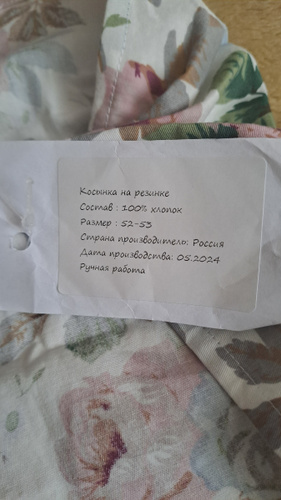 Косынка на резинке
Состав : 100% хлопок
Размер : 52-53
Страна производитель: Россия
Дата производства: 05.2024
Ручная работа